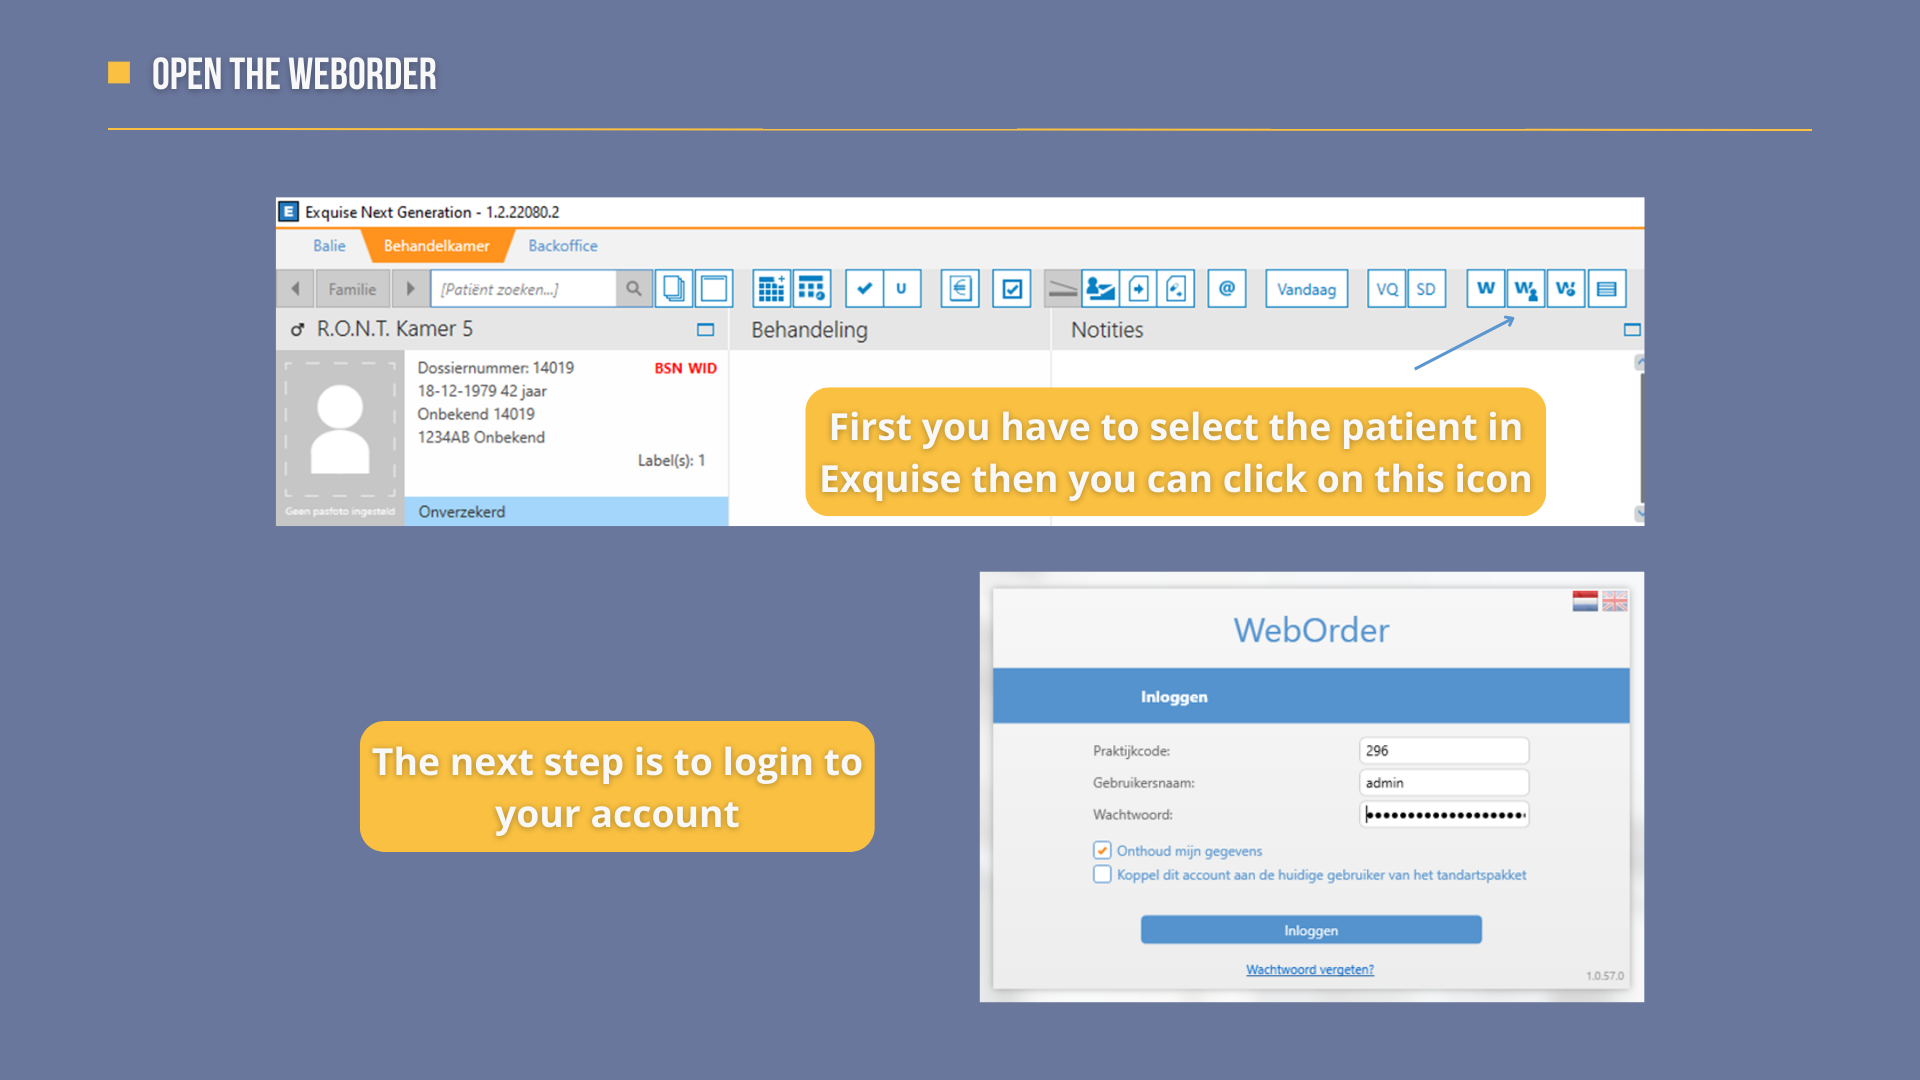 OPEN THE WEBORDER
E Exquise Next Generation - 1.2.22080.2
Balie Behandelkamer Backoffice
Familie [Patiënt zoeken...] U € @ Vandaag VQ SD W W W
R.O.N.T. Kamer 5 Behandeling Notities
Dossiernummer: 14019 BSN WID
18-12-1979 42 jaar
Onbekend 14019
1234AB Onbekend
Label(s): 1
Geen pasfoto ingesteld
Onverzekerd
First you have to select the patient in
Exquise then you can click on this icon
WebOrder
Inloggen
Praktijkcode: 296
Gebruikersnaam: admin
Wachtwoord: ••••••••••••••••••••
Onthoud mijn gegevens
Koppel dit account aan de huidige gebruiker van het tandartspakket
Inloggen
Wachtwoord vergeten?
1.0.57.0
The next step is to login to
your account